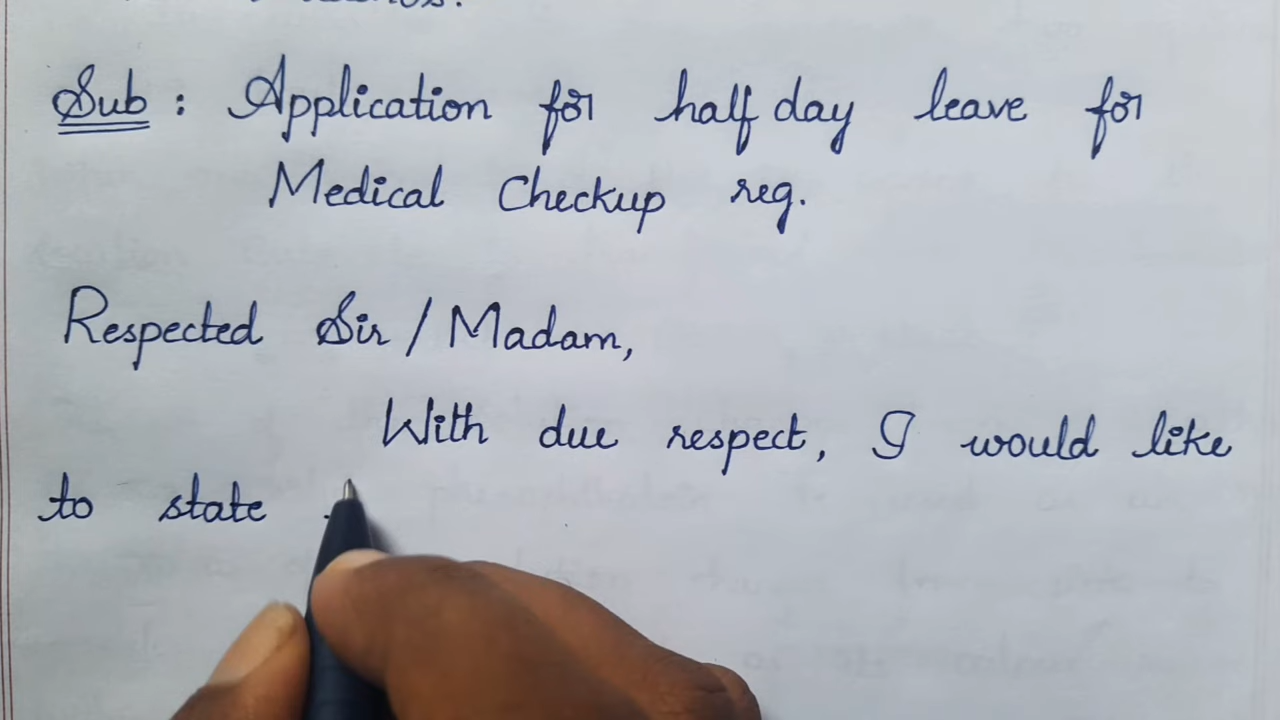 Sub : Application for half day leave for
Medical Checkup reg.
Respected Sir / Madam,
With due respect, I would like
to state